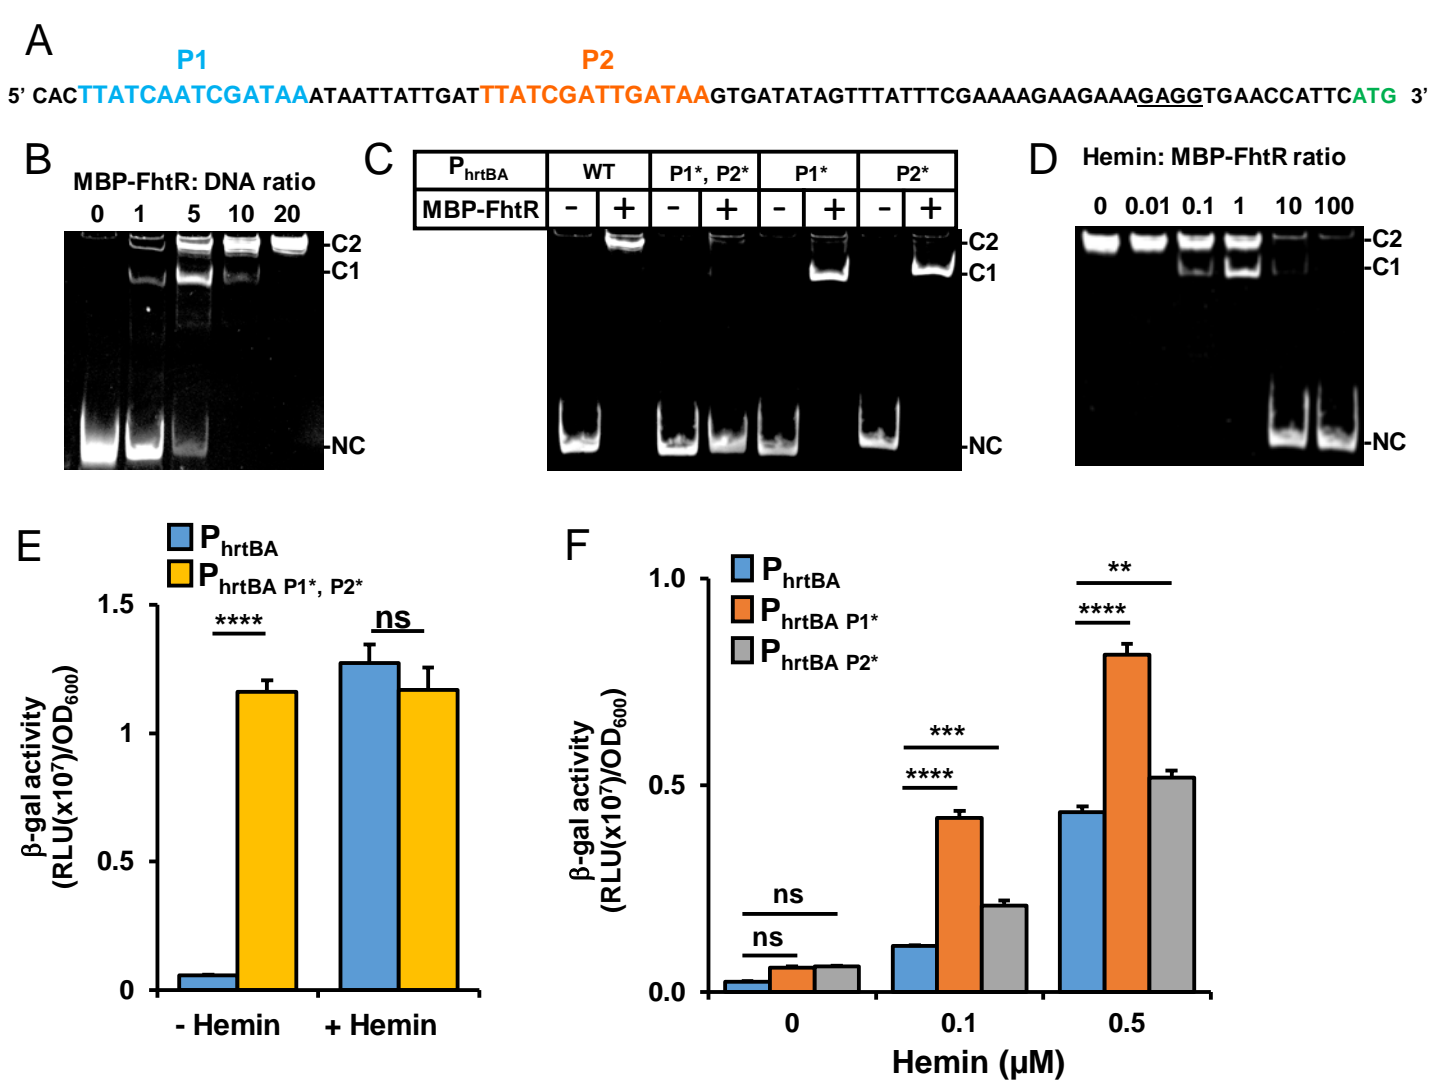 A
P1 P2
5’ CACTTATCAATCGATAAATAATTATTGATTTATCGATTGATAAGTGATATAGTTTATTTCGAAAAGAAGAAAGAGGTGAACCATTCATG 3’
B
MBP-FhtR: DNA ratio
0 1 5 10 20
-C2
-C1
-NC
C
PhrtBA WT P1*, P2* P1* P2*
MBP-FhtR - + - + - + - +
-C2
-C1
-NC
D
Hemin: MBP-FhtR ratio
0 0.01 0.1 1 10 100
-C2
-C1
-NC
E
PhrtBA
PhrtBA P1*, P2*
β-gal activity
(RLU(x10⁷)/OD₆₀₀)
1.5
1
0.5
0
**** ns
- Hemin + Hemin
F
PhrtBA
PhrtBA P1*
PhrtBA P2*
β-gal activity
(RLU(x10⁷)/OD₆₀₀)
1.0
0.5
0.0
ns
ns
***
****
**
****
0 0.1 0.5
Hemin (µM)